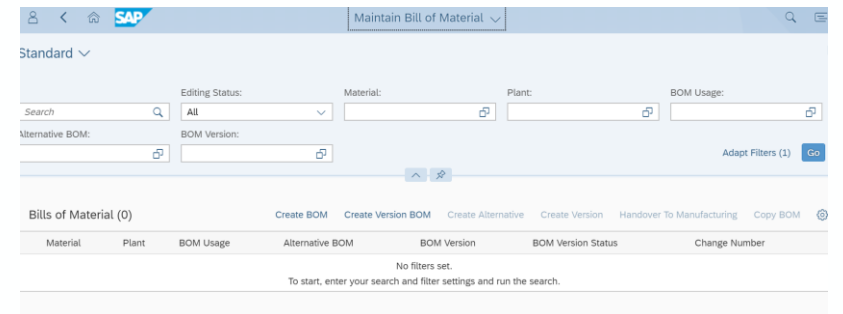 SAP Maintain Bill of Material
Standard
Editing Status: Material: Plant: BOM Usage:
Search All
Alternative BOM: BOM Version:
Adapt Filters (1) Go
Bills of Material (0) Create BOM Create Version BOM Create Alternative Create Version Handover To Manufacturing Copy BOM
Material Plant BOM Usage Alternative BOM BOM Version BOM Version Status Change Number
No filters set.
To start, enter your search and filter settings and run the search.